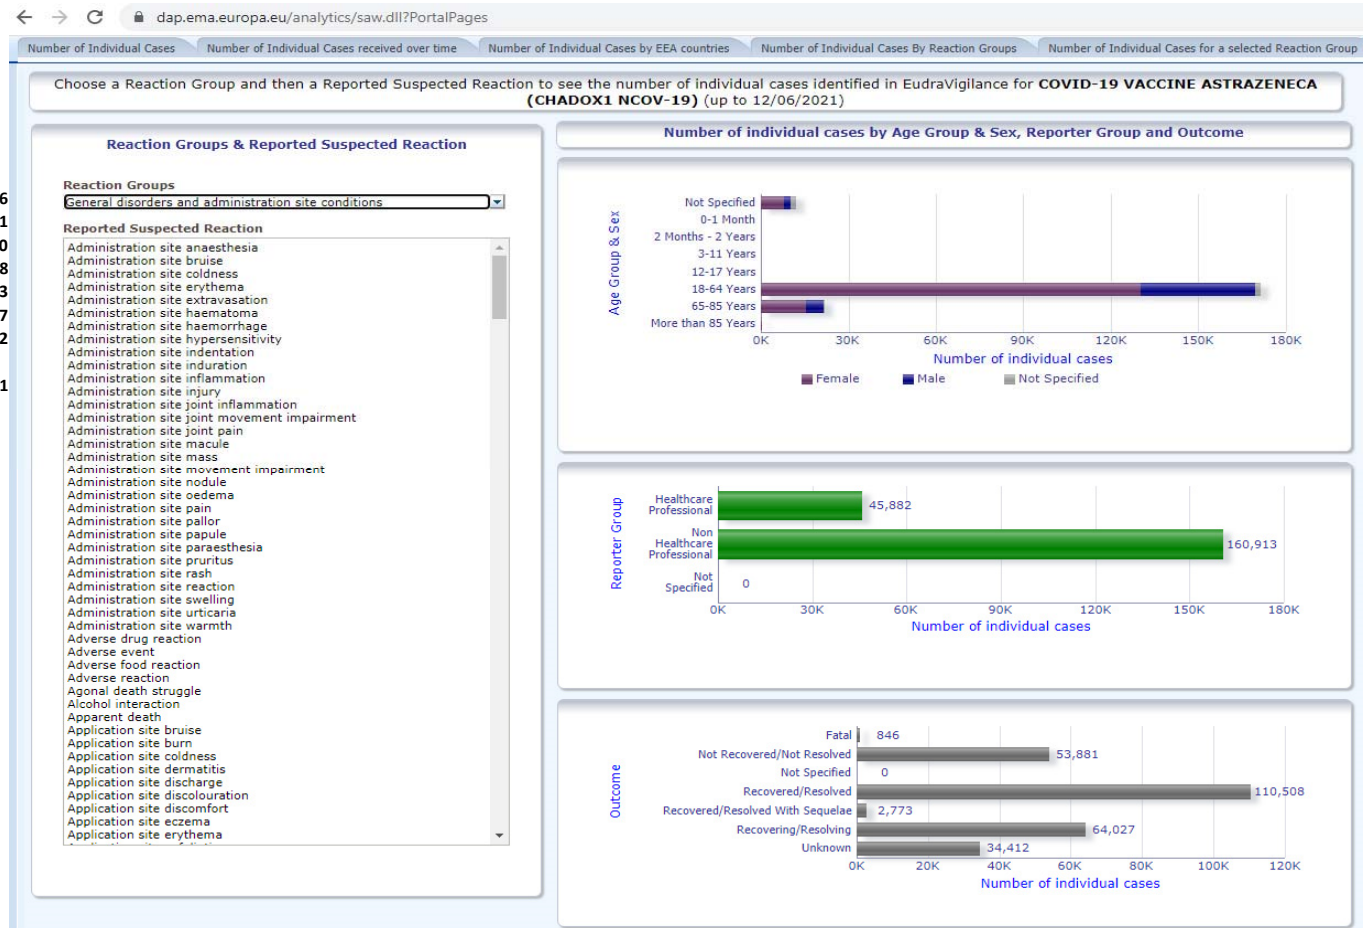 dap.ema.europa.eu/analytics/saw.dll?PortalPages
Number of Individual Cases
Number of Individual Cases received over time
Number of Individual Cases by EEA countries
Number of Individual Cases By Reaction Groups
Number of Individual Cases for a selected Reaction Group
Choose a Reaction Group and then a Reported Suspected Reaction to see the number of individual cases identified in EudraVigilance for COVID-19 VACCINE ASTRAZENECA
(CHADOX1 NCOV-19) (up to 12/06/2021)
6
1
0
8
3
7
2
1
Reaction Groups & Reported Suspected Reaction
Reaction Groups
General disorders and administration site conditions
Reported Suspected Reaction
Administration site anaesthesia
Administration site bruise
Administration site coldness
Administration site erythema
Administration site extravasation
Administration site haematoma
Administration site haemorrhage
Administration site hypersensitivity
Administration site indentation
Administration site induration
Administration site inflammation
Administration site injury
Administration site joint inflammation
Administration site joint movement impairment
Administration site joint pain
Administration site macule
Administration site mass
Administration site movement impairment
Administration site nodule
Administration site oedema
Administration site pain
Administration site pallor
Administration site papule
Administration site paraesthesia
Administration site pruritus
Administration site rash
Administration site reaction
Administration site swelling
Administration site urticaria
Administration site warmth
Adverse drug reaction
Adverse event
Adverse food reaction
Adverse reaction
Agonal death struggle
Alcohol interaction
Apparent death
Application site bruise
Application site burn
Application site coldness
Application site dermatitis
Application site discharge
Application site discolouration
Application site discomfort
Application site eczema
Application site erythema
Number of individual cases by Age Group & Sex, Reporter Group and Outcome
Age Group & Sex
Not Specified
0-1 Month
2 Months - 2 Years
3-11 Years
12-17 Years
18-64 Years
65-85 Years
More than 85 Years
0K 30K 60K 90K 120K 150K 180K
Number of individual cases
Female Male Not Specified
Reporter Group
Healthcare
Professional
45,882
Non
Healthcare
Professional
160,913
Not
Specified
0
0K 30K 60K 90K 120K 150K 180K
Number of individual cases
Outcome
Fatal 846
Not Recovered/Not Resolved 53,881
Not Specified 0
Recovered/Resolved 110,508
Recovered/Resolved With Sequelae 2,773
Recovering/Resolving 64,027
Unknown 34,412
0K 20K 40K 60K 80K 100K 120K
Number of individual cases